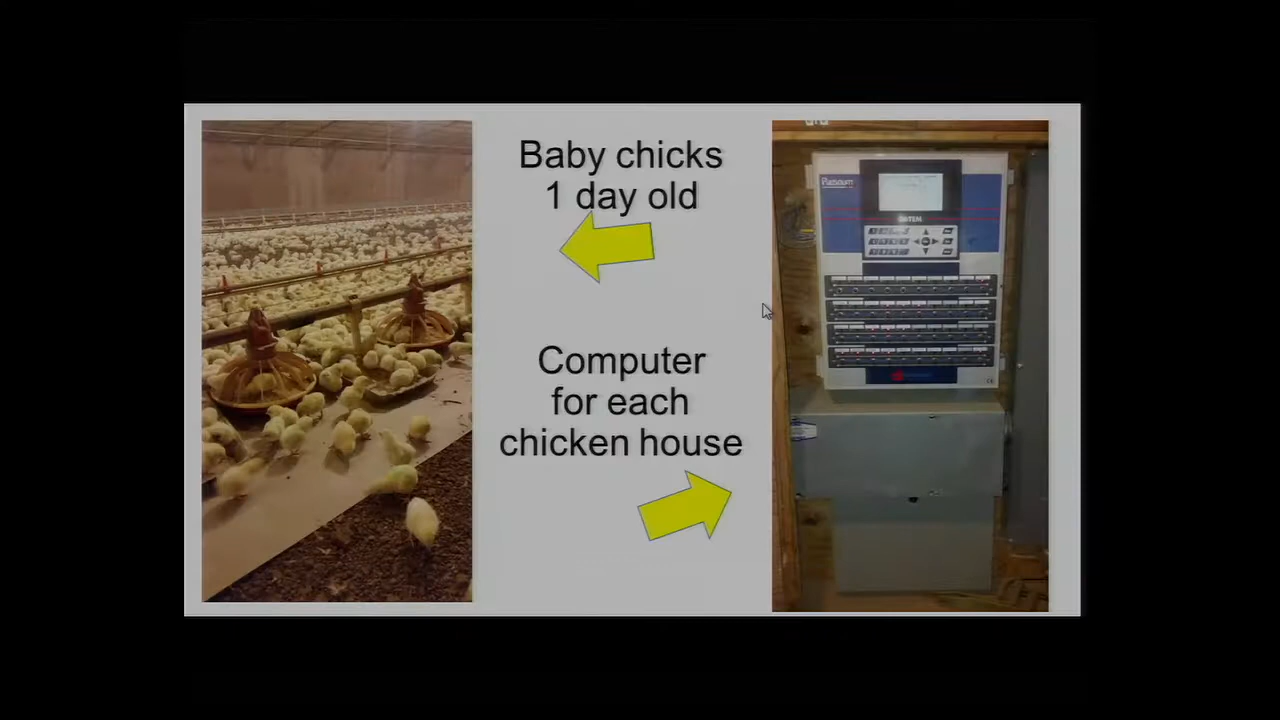 Baby chicks
1 day old
Computer
for each
chicken house